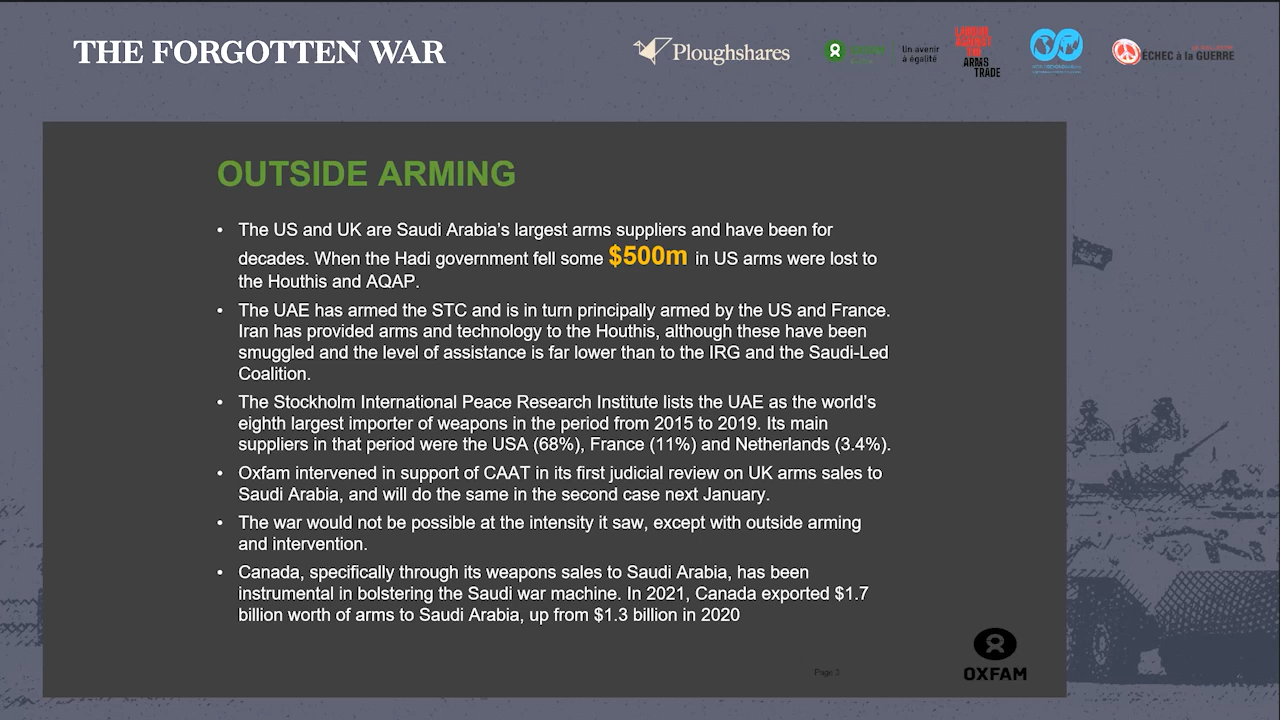 THE FORGOTTEN WAR
Ploughshares
Un avenir
à égalité
LABOUR
AGAINST
THE
ARMS
TRADE
ÉCHEC à la GUERRE
OUTSIDE ARMING
• The US and UK are Saudi Arabia's largest arms suppliers and have been for
decades. When the Hadi government fell some $500m in US arms were lost to
the Houthis and AQAP.
• The UAE has armed the STC and is in turn principally armed by the US and France.
Iran has provided arms and technology to the Houthis, although these have been
smuggled and the level of assistance is far lower than to the IRG and the Saudi-Led
Coalition.
• The Stockholm International Peace Research Institute lists the UAE as the world's
eighth largest importer of weapons in the period from 2015 to 2019. Its main
suppliers in that period were the USA (68%), France (11%) and Netherlands (3.4%).
• Oxfam intervened in support of CAAT in its first judicial review on UK arms sales to
Saudi Arabia, and will do the same in the second case next January.
• The war would not be possible at the intensity it saw, except with outside arming
and intervention.
• Canada, specifically through its weapons sales to Saudi Arabia, has been
instrumental in bolstering the Saudi war machine. In 2021, Canada exported $1.7
billion worth of arms to Saudi Arabia, up from $1.3 billion in 2020
Page 3
OXFAM